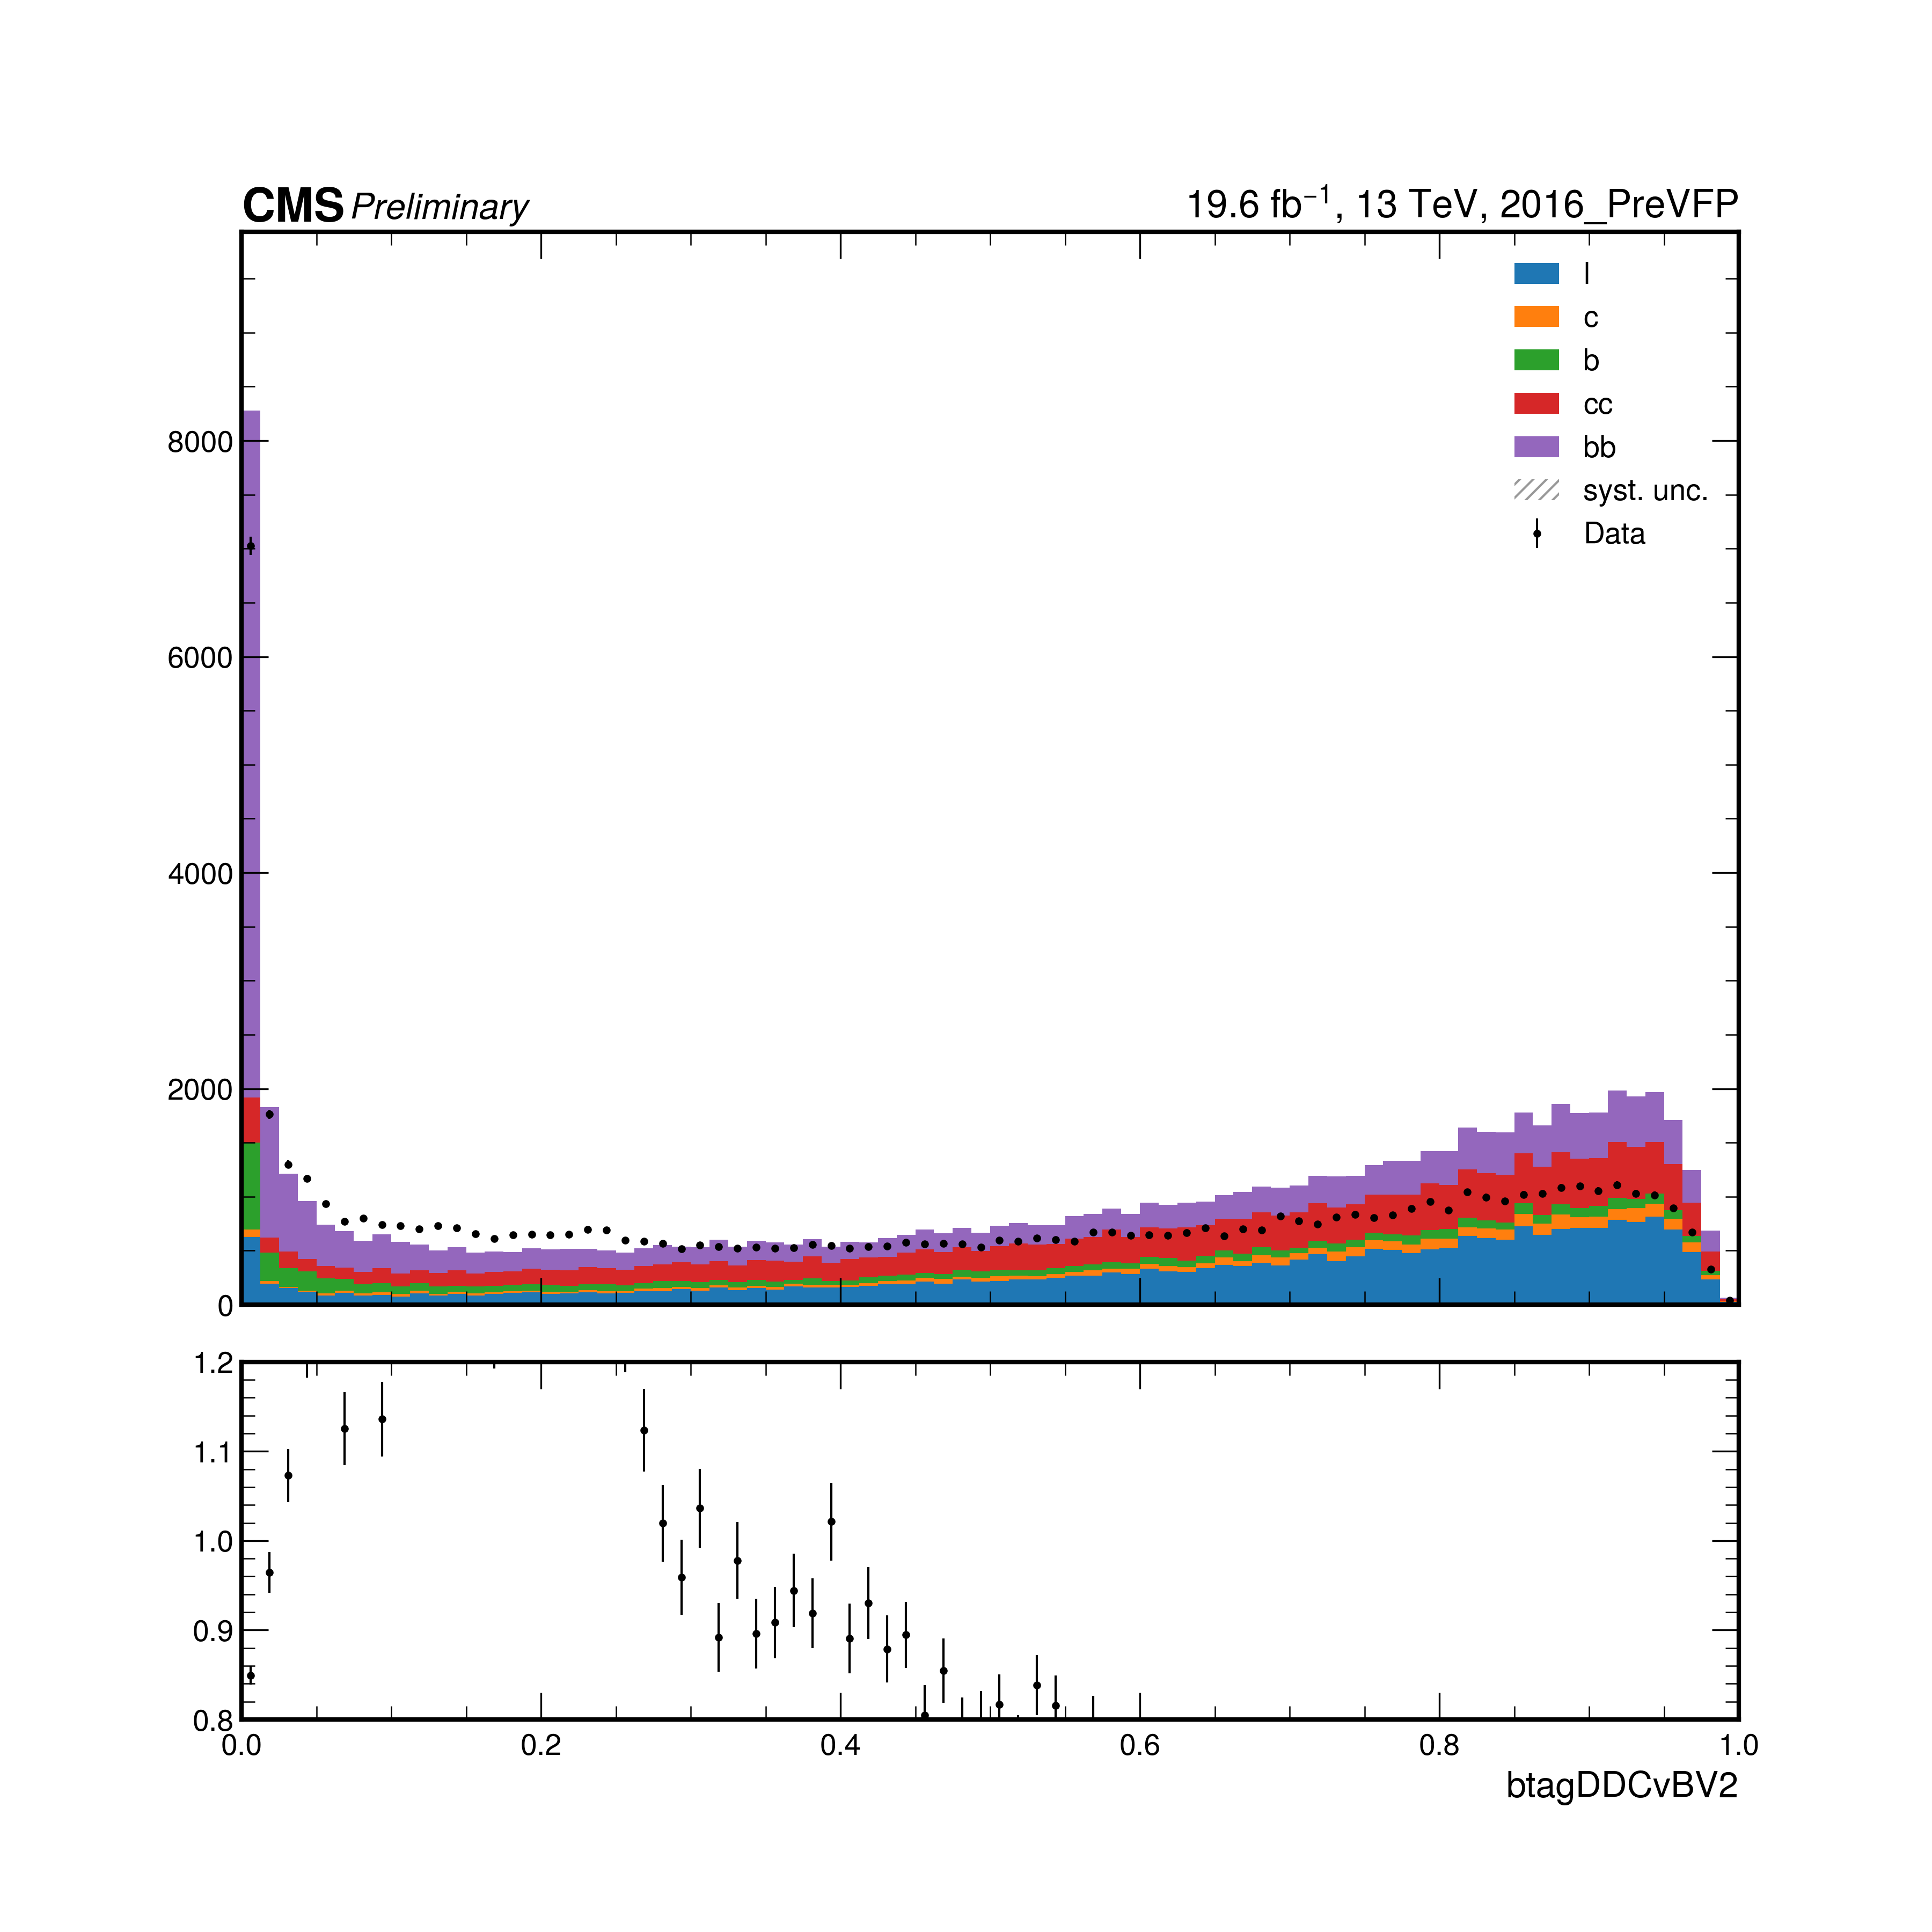 CMS Preliminary
19.6 fb⁻¹, 13 TeV, 2016_PreVFP
l
c
b
cc
bb
syst. unc.
Data
8000
6000
4000
2000
0
1.2
1.1
1.0
0.9
0.8
0.0 0.2 0.4 0.6 0.8 1.0
btagDDCvBV2